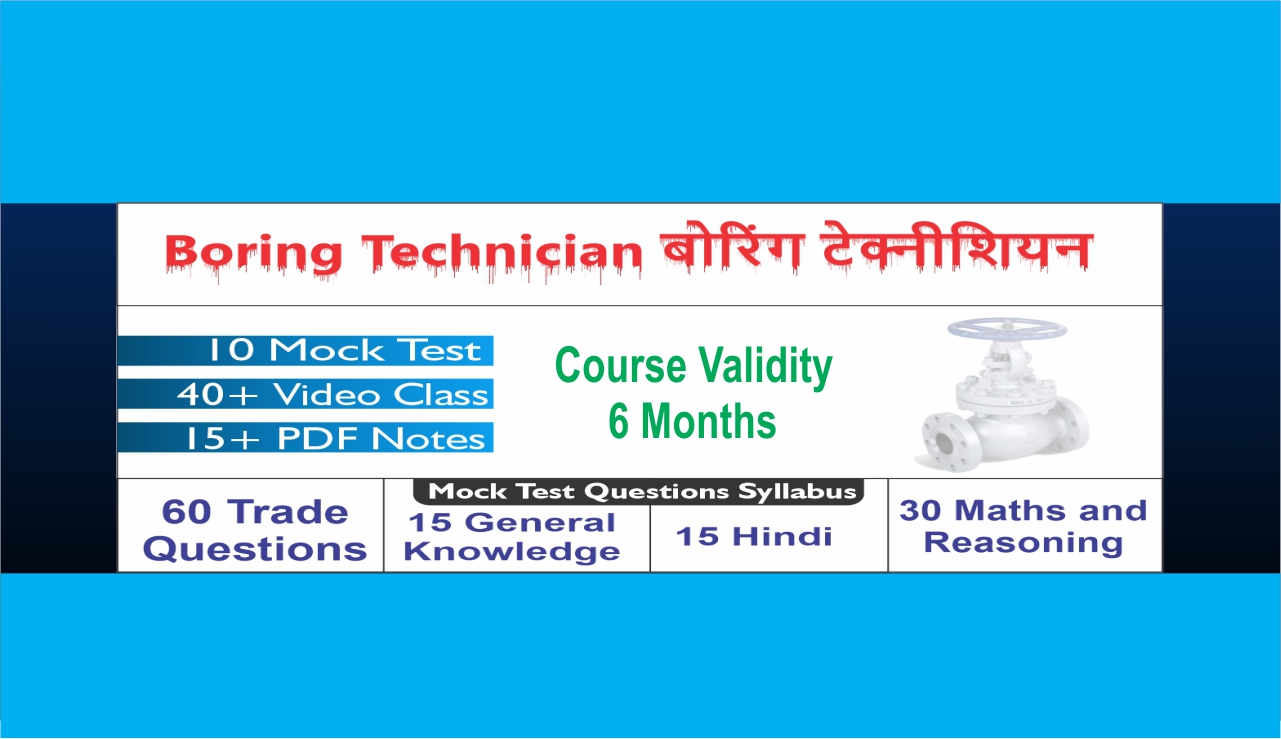 Boring Technician बोरिंग टेक्नीशियन
10 Mock Test
40+ Video Class
15+ PDF Notes
Course Validity
6 Months
Mock Test Questions Syllabus
60 Trade
Questions
15 General
Knowledge
15 Hindi
30 Maths and
Reasoning